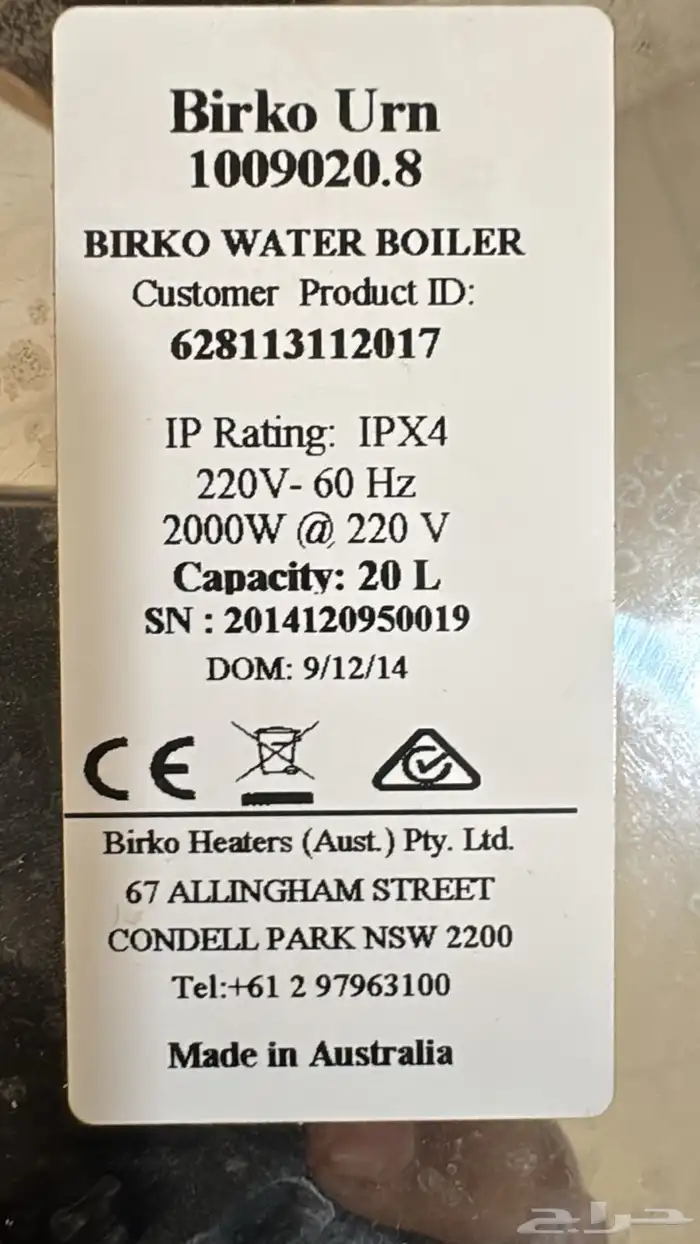 Birko Urn
1009020.8
BIRKO WATER BOILER
Customer Product ID:
628113112017
IP Rating: IPX4
220V- 60 Hz
2000W @ 220 V
Capacity: 20 L
SN : 2014120950019
DOM: 9/12/14
CE
Birko Heaters (Aust.) Pty. Ltd.
67 ALLINGHAM STREET
CONDELL PARK NSW 2200
Tel:+61 2 97963100
Made in Australia
حراج